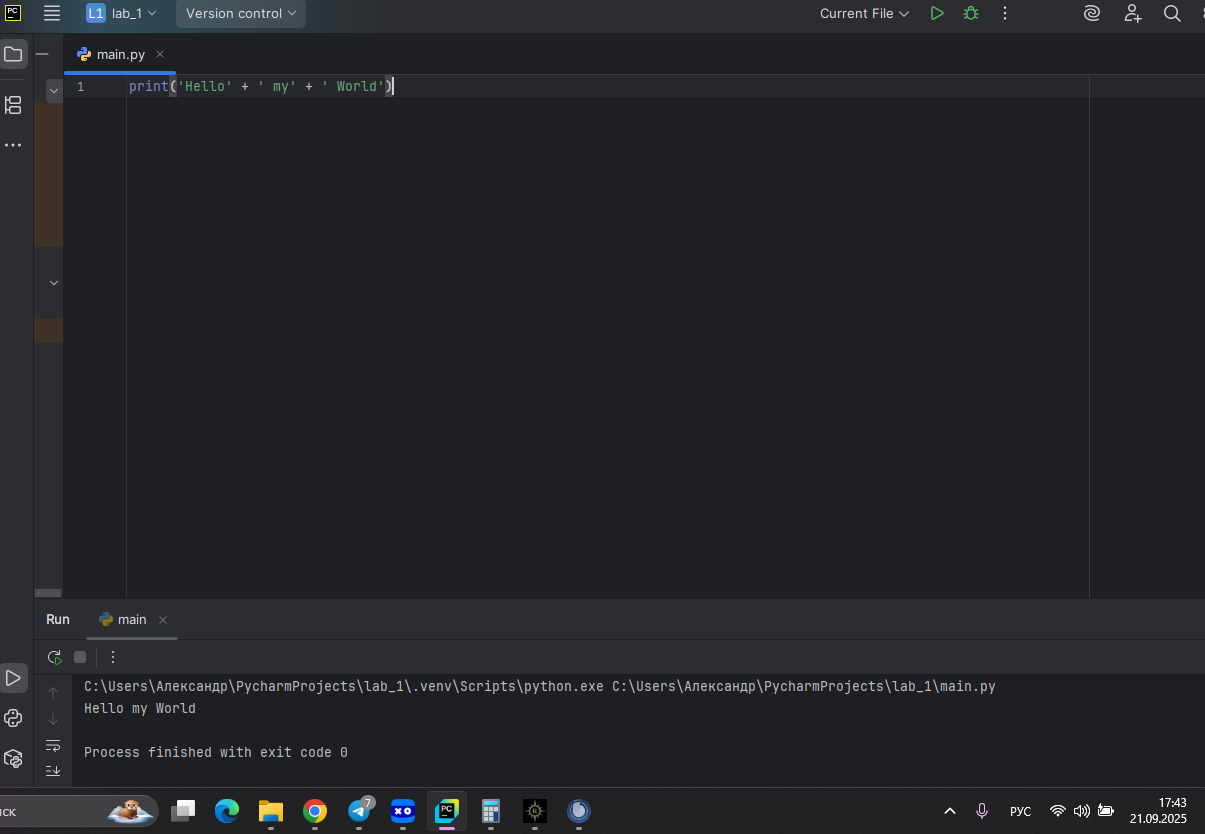 PC L1 lab_1 Version control Current File
main.py
1 print('Hello' + ' my' + ' World')
Run main
C:\Users\Александр\PycharmProjects\lab_1\.venv\Scripts\python.exe C:\Users\Александр\PycharmProjects\lab_1\main.py
Hello my World
Process finished with exit code 0
7 PC РУС 17:43
21.09.2025